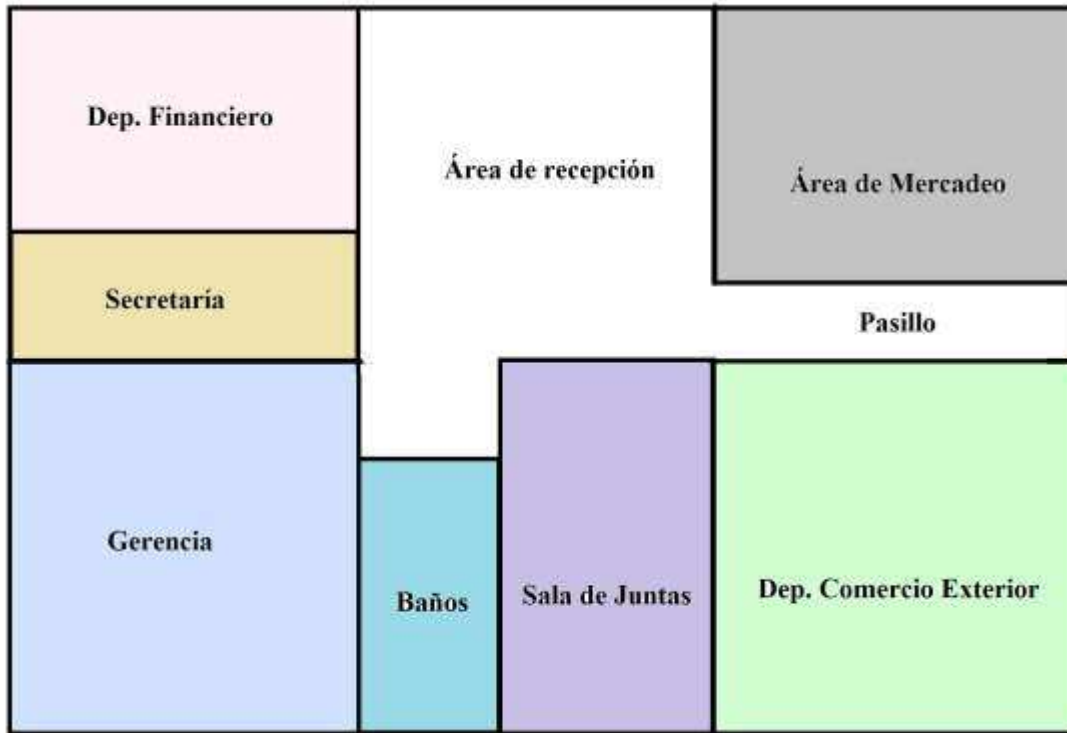 Dep. Financiero
Área de recepción
Área de Mercadeo
Secretaría
Pasillo
Gerencia
Baños
Sala de Juntas
Dep. Comercio Exterior